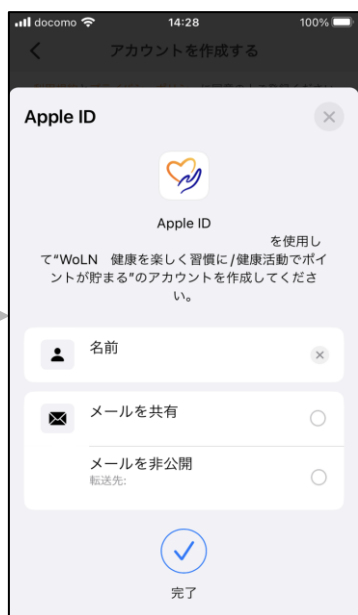 docomo 14:28 100%
アカウントを作成する
Apple ID
Apple ID
を使用し
て"WoLN 健康を楽しく習慣に/健康活動でポイ
ントが貯まる"のアカウントを作成してくださ
い。
名前
メールを共有
メールを非公開
転送先:
完了